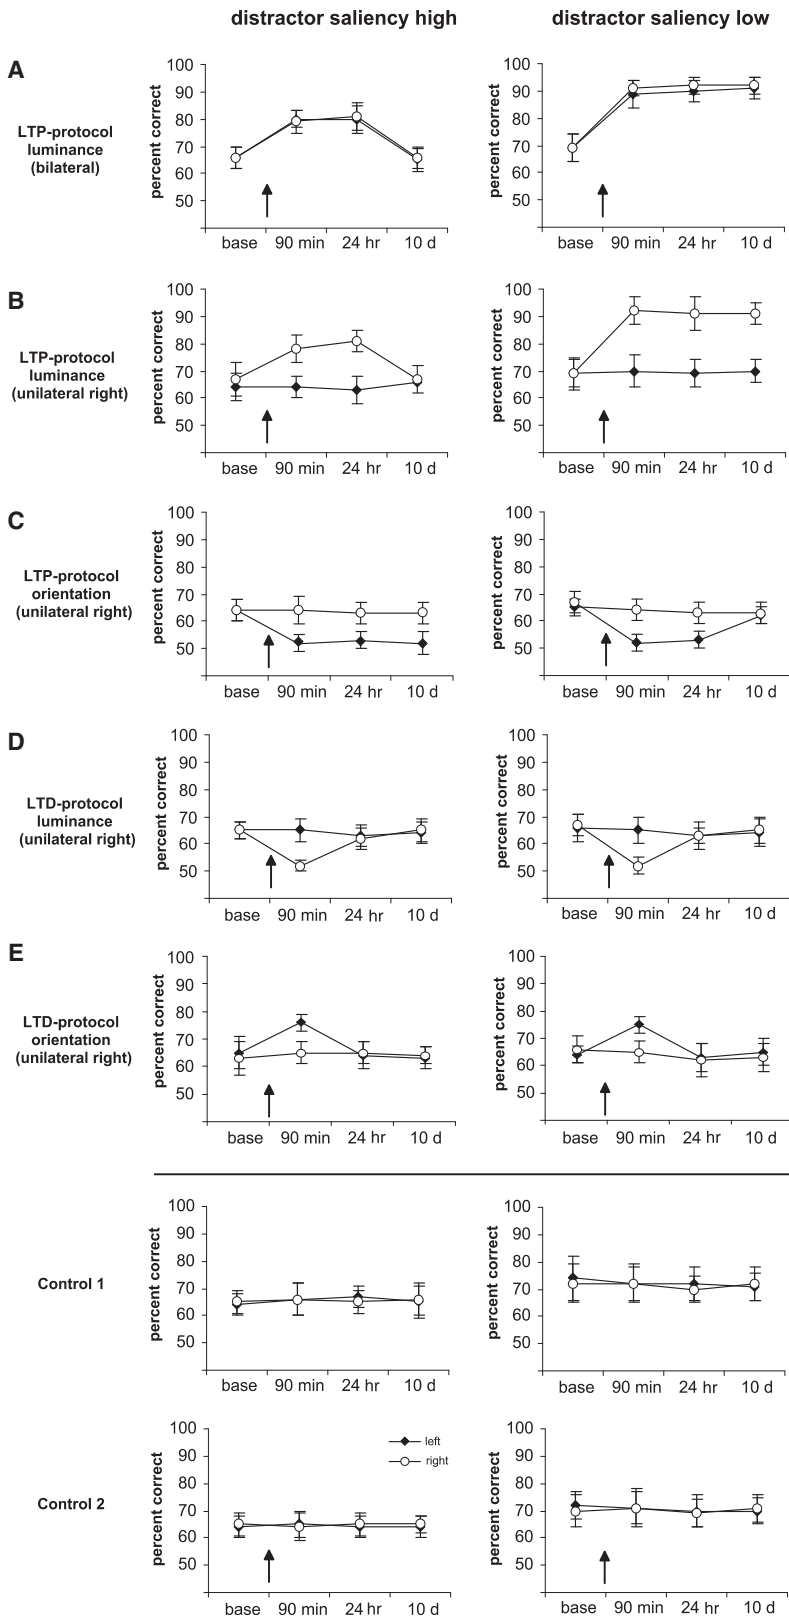 distractor saliency high distractor saliency low
A
LTP-protocol
luminance
(bilateral)
percent correct
100
90
80
70
60
50
base 90 min 24 hr 10 d
percent correct
100
90
80
70
60
50
base 90 min 24 hr 10 d
B
LTP-protocol
luminance
(unilateral right)
percent correct
100
90
80
70
60
50
base 90 min 24 hr 10 d
percent correct
100
90
80
70
60
50
base 90 min 24 hr 10 d
C
LTP-protocol
orientation
(unilateral right)
percent correct
100
90
80
70
60
50
base 90 min 24 hr 10 d
percent correct
100
90
80
70
60
50
base 90 min 24 hr 10 d
D
LTD-protocol
luminance
(unilateral right)
percent correct
100
90
80
70
60
50
base 90 min 24 hr 10 d
percent correct
100
90
80
70
60
50
base 90 min 24 hr 10 d
E
LTD-protocol
orientation
(unilateral right)
percent correct
100
90
80
70
60
50
base 90 min 24 hr 10 d
percent correct
100
90
80
70
60
50
base 90 min 24 hr 10 d
Control 1
percent correct
100
90
80
70
60
50
base 90 min 24 hr 10 d
percent correct
100
90
80
70
60
50
base 90 min 24 hr 10 d
Control 2
percent correct
100
90
80
70
60
50
left
right
base 90 min 24 hr 10 d
percent correct
100
90
80
70
60
50
base 90 min 24 hr 10 d